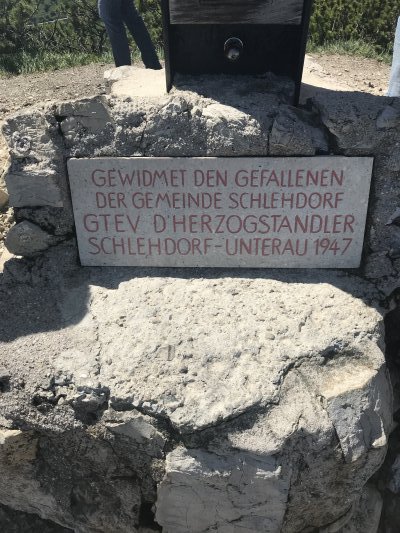 GEWIDMET DEN GEFALLENEN
DER GEMEINDE SCHLEHDORF
GTEV D'HERZOGSTANDLER
SCHLEHDORF-UNTERAU 1947